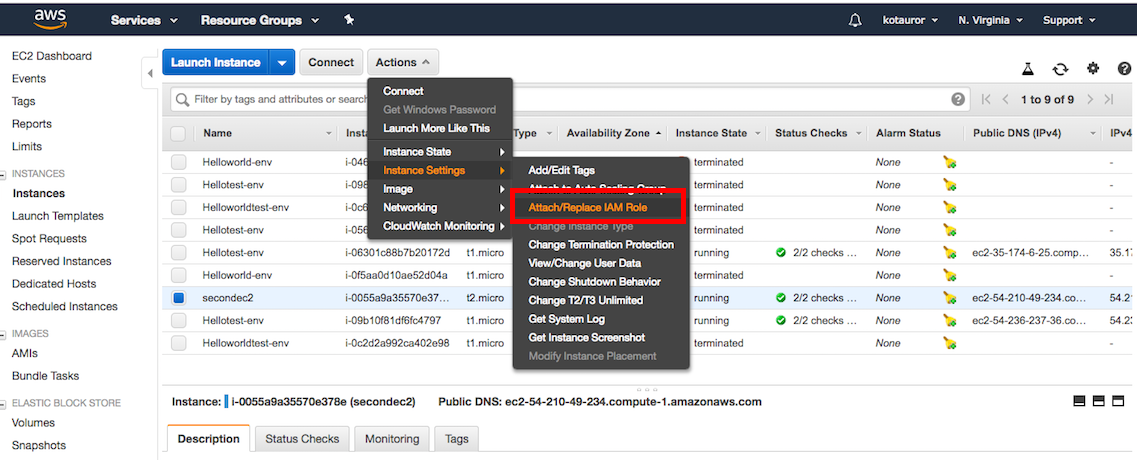 aws
Services
Resource Groups
kotauror
N. Virginia
Support
EC2 Dashboard
Events
Tags
Reports
Limits
INSTANCES
Instances
Launch Templates
Spot Requests
Reserved Instances
Dedicated Hosts
Scheduled Instances
IMAGES
AMIs
Bundle Tasks
ELASTIC BLOCK STORE
Volumes
Snapshots
Launch Instance
Connect
Actions
Filter by tags and attributes or search
1 to 9 of 9
Connect
Get Windows Password
Launch More Like This
Instance State
Instance Settings
Image
Networking
CloudWatch Monitoring
Add/Edit Tags
Attach to Auto Scaling Group
Attach/Replace IAM Role
Change Instance Type
Change Termination Protection
View/Change User Data
Change Shutdown Behavior
Change T2/T3 Unlimited
Get System Log
Get Instance Screenshot
Modify Instance Placement
Name Type Availability Zone Instance State Status Checks Alarm Status Public DNS (IPv4) IPv4
Helloworld-env i-046 terminated None -
Hellotest-env i-098 terminated None -
Helloworldtest-env i-0c6 terminated None -
Hellotest-env i-056 terminated None -
Hellotest-env i-06301c88b7b20172d t1.micro running 2/2 checks ... None ec2-35-174-6-25.comp... 35.17
Helloworld-env i-0f5aa0d10ae52d04a t1.micro terminated None -
secondec2 i-0055a9a35570e37... t2.micro running 2/2 checks ... None ec2-54-210-49-234.co... 54.21
Hellotest-env i-09b10f81df6fc4797 t1.micro running 2/2 checks ... None ec2-54-236-237-36.co... 54.23
Helloworldtest-env i-0c2d2a992ca402e98 t1.micro terminated None -
Instance: i-0055a9a35570e378e (secondec2) Public DNS: ec2-54-210-49-234.compute-1.amazonaws.com
Description
Status Checks
Monitoring
Tags